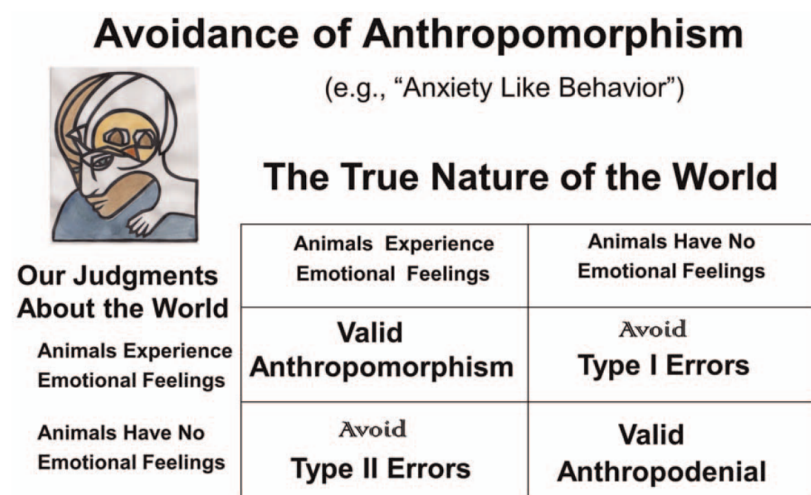 Avoidance of Anthropomorphism
(e.g., “Anxiety Like Behavior”)
The True Nature of the World
Animals Experience
Emotional Feelings
Animals Have No
Emotional Feelings
Our Judgments
About the World
Animals Experience
Emotional Feelings
Valid
Anthropomorphism
Avoid
Type I Errors
Animals Have No
Emotional Feelings
Avoid
Type II Errors
Valid
Anthropodenial